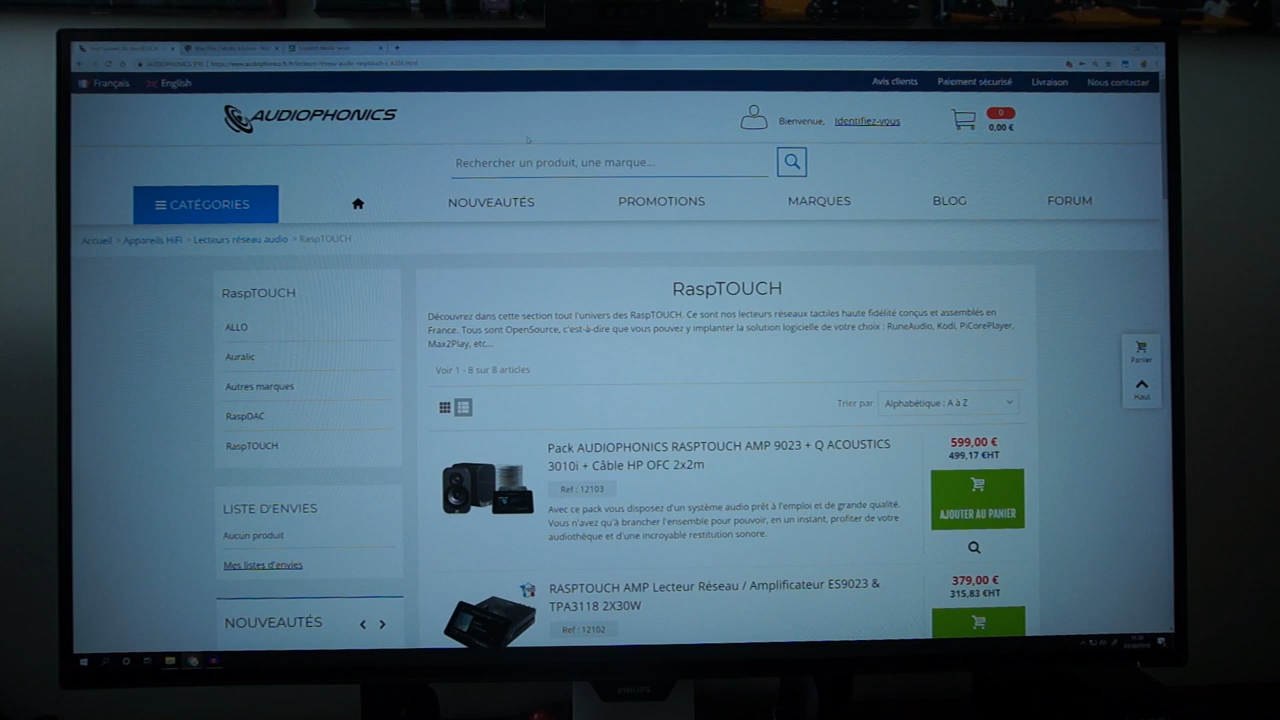 Français English Avis clients Paiement sécurisé Livraison Nous contacter
AUDIOPHONICS
Bienvenue, Identifiez-vous
0
0,00 €
Rechercher un produit, une marque...
CATÉGORIES NOUVEAUTÉS PROMOTIONS MARQUES BLOG FORUM
Accueil > Appareils HiFi > Lecteurs réseau audio > RaspTOUCH
RaspTOUCH
ALLO
Auralic
Autres marques
RaspDAC
RaspTOUCH
LISTE D'ENVIES
Aucun produit
Mes listes d'envies
NOUVEAUTÉS
RaspTOUCH
Découvrez dans cette section tout l'univers des RaspTOUCH. Ce sont nos lecteurs réseaux tactiles haute fidélité conçus et assemblés en
France. Tous sont OpenSource, c'est-à-dire que vous pouvez y implanter la solution logicielle de votre choix : RuneAudio, Kodi, PiCorePlayer,
Max2Play, etc...
Voir 1 - 8 sur 8 articles
Trier par Alphabétique : A à Z
Pack AUDIOPHONICS RASPTOUCH AMP 9023 + Q ACOUSTICS
3010i + Câble HP OFC 2x2m
Ref : 12103
Avec ce pack vous disposez d'un système audio prêt à l'emploi et de grande qualité.
Vous n'avez qu'à brancher l'ensemble pour pouvoir, en un instant, profiter de votre
audiothèque et d'une incroyable restitution sonore.
599,00 €
499,17 €HT
AJOUTER AU PANIER
RASPTOUCH AMP Lecteur Réseau / Amplificateur ES9023 &
TPA3118 2X30W
Ref : 12102
379,00 €
315,83 €HT
Panier
Haut
PHILIPS